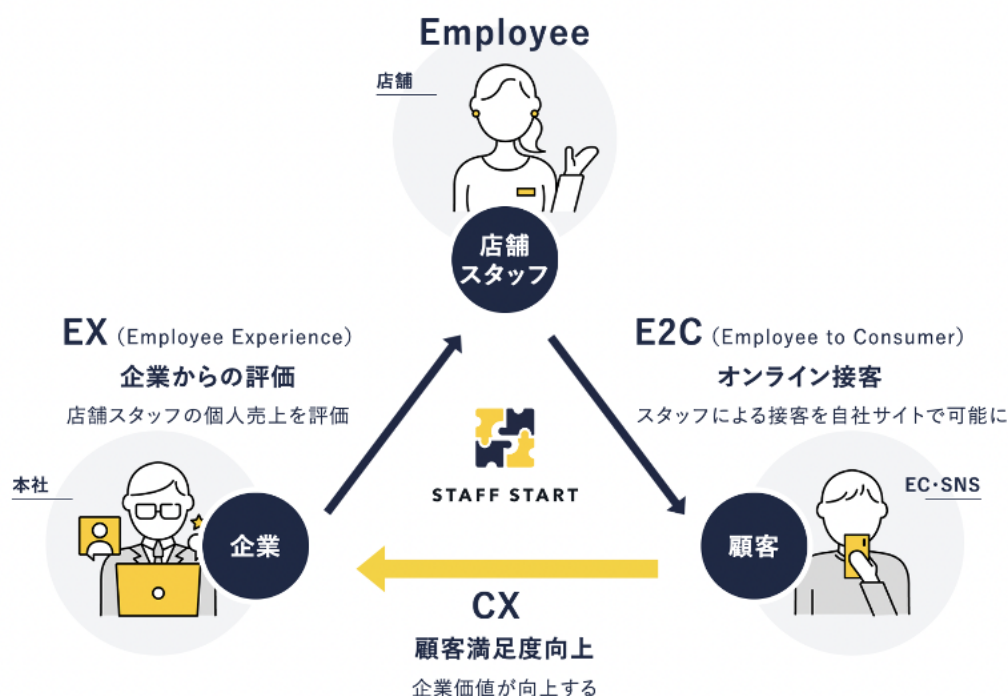 Employee
店舗
店舗
スタッフ
EX（Employee Experience）
企業からの評価
店舗スタッフの個人売上を評価
E2C（Employee to Consumer）
オンライン接客
スタッフによる接客を自社サイトで可能に
STAFF START
本社
企業
EC・SNS
顧客
CX
顧客満足度向上
企業価値が向上する